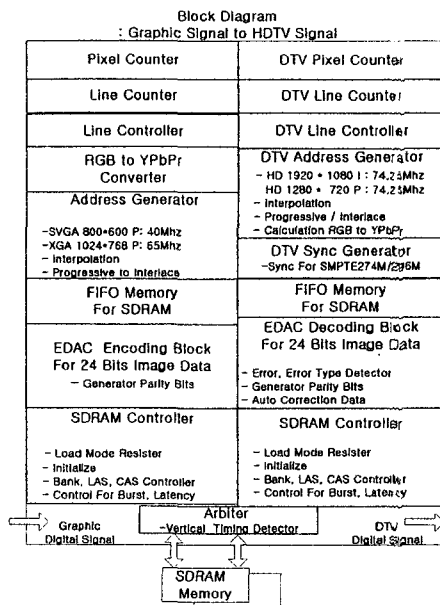 Block Diagram
: Graphic Signal to HDTV Signal
Pixel Counter
Line Counter
Line Controller
RGB to YPbPr
Converter
Address Generator
-SVGA 800*600 P: 40Mhz
-XGA 1024*768 P: 65Mhz
- Interpolation
- Progressive to Interlace
FIFO Memory
For SDRAM
EDAC Encoding Block
For 24 Bits Image Data
- Generator Parity Bits
SDRAM Controller
- Load Mode Resister
- Initialize
- Bank, LAS, CAS Controller
- Control For Burst, Latency
DTV Pixel Counter
DTV Line Counter
DTV Line Controller
DTV Address Generator
- HD 1920 * 1080 I : 74.25Mhz
HD 1280 * 720 P : 74.25Mhz
- Interpolation
- Progressive / Interlace
- Calculation RGB to YPbPr
DTV Sync Generator
-Sync For SMPTE274M/296M
FIFO Memory
For SDRAM
EDAC Decoding Block
For 24 Bits Image Data
- Error, Error Type Detector
- Generator Parity Bits
- Auto Correction Data
SDRAM Controller
- Load Mode Resister
- Initialize
- Bank, LAS, CAS Controller
- Control For Burst, Latency
Arbiter
-Vertical Timing Detector
Graphic
Digital Signal
DTV
Digital Signal
SDRAM
Memory